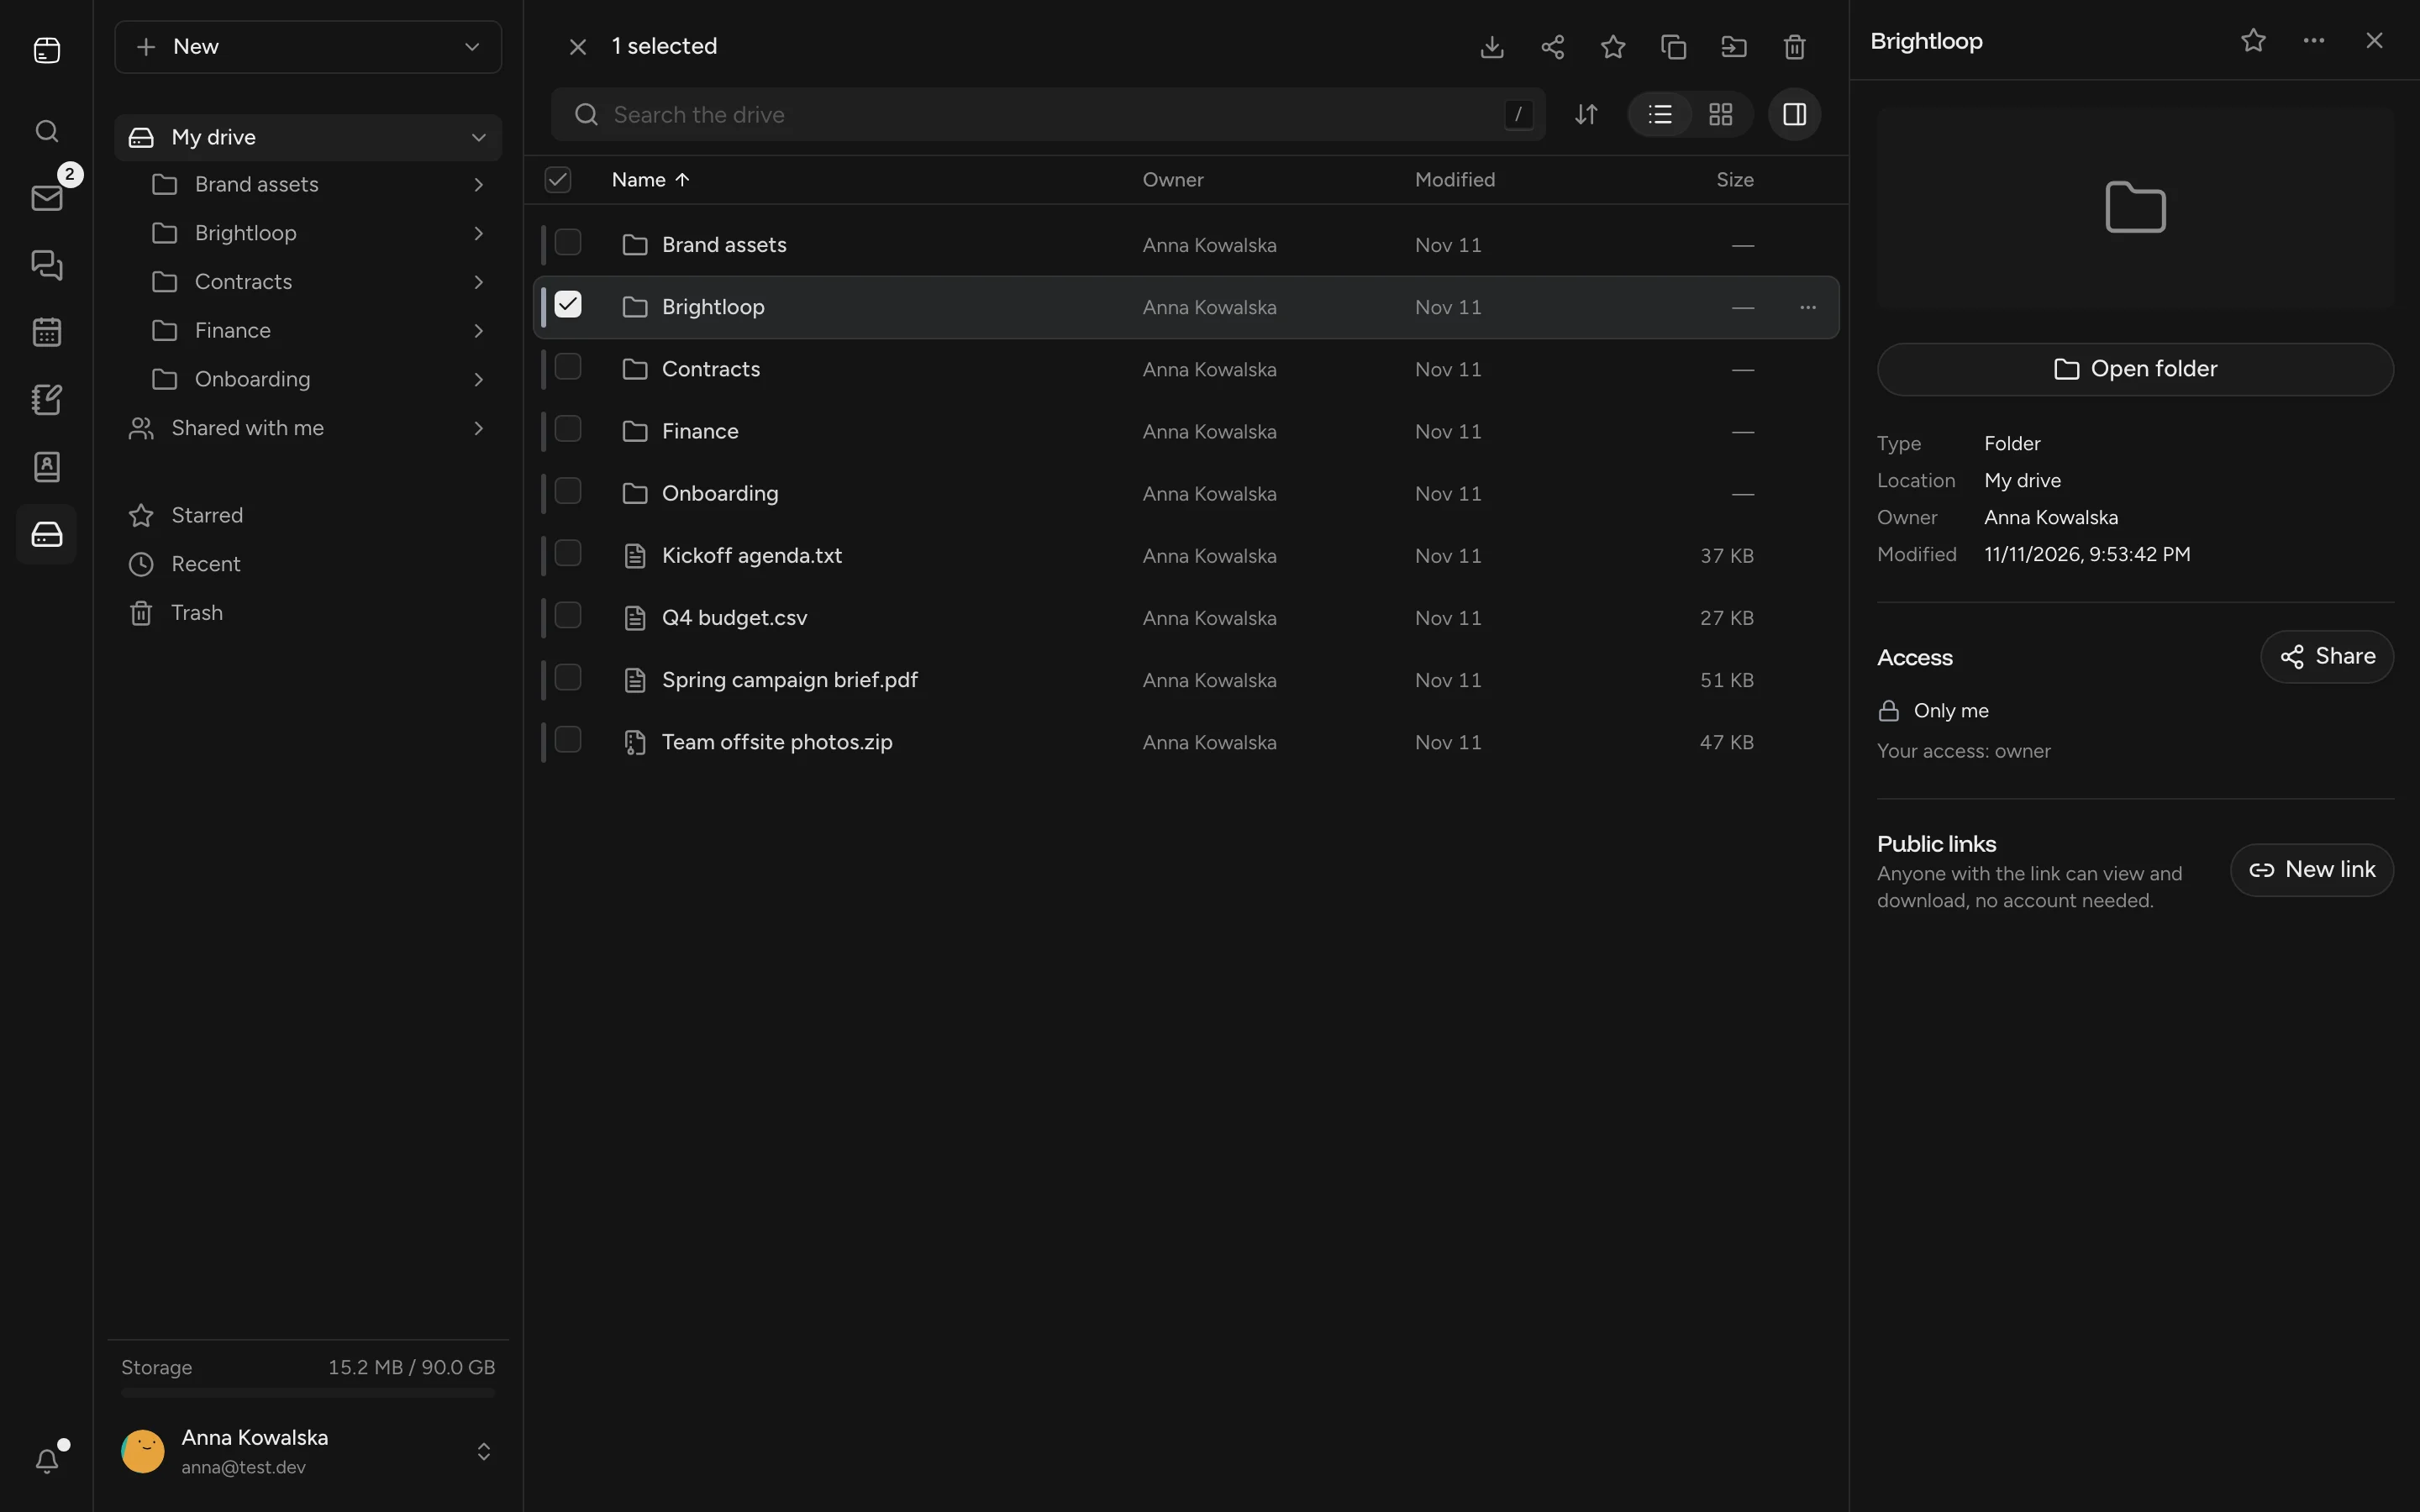 2
New
My drive
Brand assets
Brightloop
Contracts
Finance
Onboarding
Shared with me
Starred
Recent
Trash
Storage 15.2 MB / 90.0 GB
Anna Kowalska
anna@test.dev
1 selected
Search the drive /
Name Owner Modified Size
Brand assets Anna Kowalska Nov 11 —
Brightloop Anna Kowalska Nov 11 —
Contracts Anna Kowalska Nov 11 —
Finance Anna Kowalska Nov 11 —
Onboarding Anna Kowalska Nov 11 —
Kickoff agenda.txt Anna Kowalska Nov 11 37 KB
Q4 budget.csv Anna Kowalska Nov 11 27 KB
Spring campaign brief.pdf Anna Kowalska Nov 11 51 KB
Team offsite photos.zip Anna Kowalska Nov 11 47 KB
Brightloop
Open folder
Type Folder
Location My drive
Owner Anna Kowalska
Modified 11/11/2026, 9:53:42 PM
Access
Share
Only me
Your access: owner
Public links
Anyone with the link can view and
download, no account needed.
New link